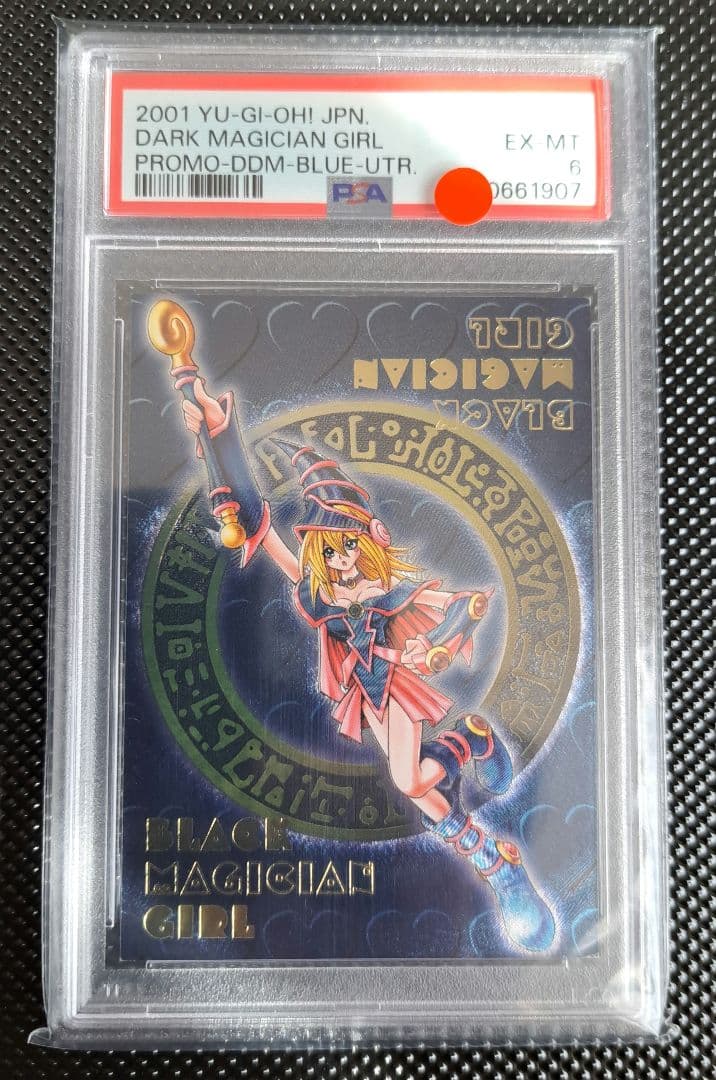 2001 YU-GI-OH! JPN.
DARK MAGICIAN GIRL
PROMO-DDM-BLUE-UTR.
EX-MT
6
0661907
PSA
BLACK
MAGICIAN
GIRL
BLACK
MAGICIAN
GIRL